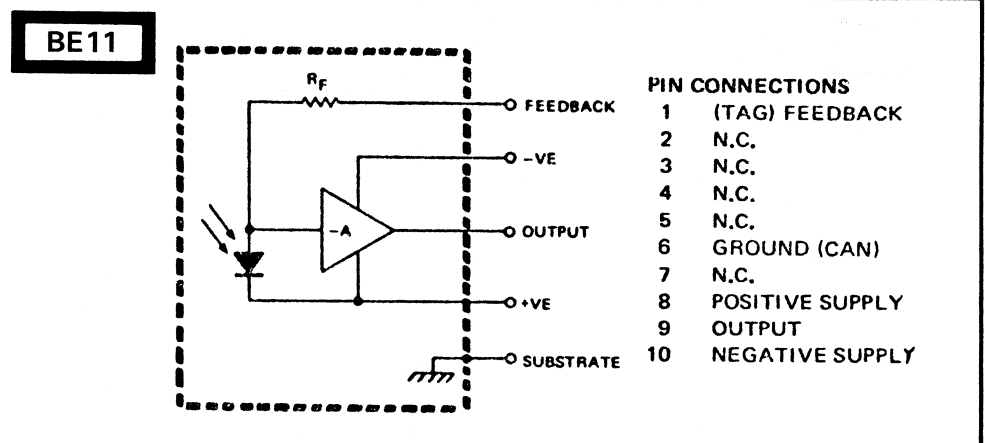 BE11
R_F
FEEDBACK
-VE
-A
OUTPUT
+VE
SUBSTRATE
PIN CONNECTIONS
1 (TAG) FEEDBACK
2 N.C.
3 N.C.
4 N.C.
5 N.C.
6 GROUND (CAN)
7 N.C.
8 POSITIVE SUPPLY
9 OUTPUT
10 NEGATIVE SUPPLY